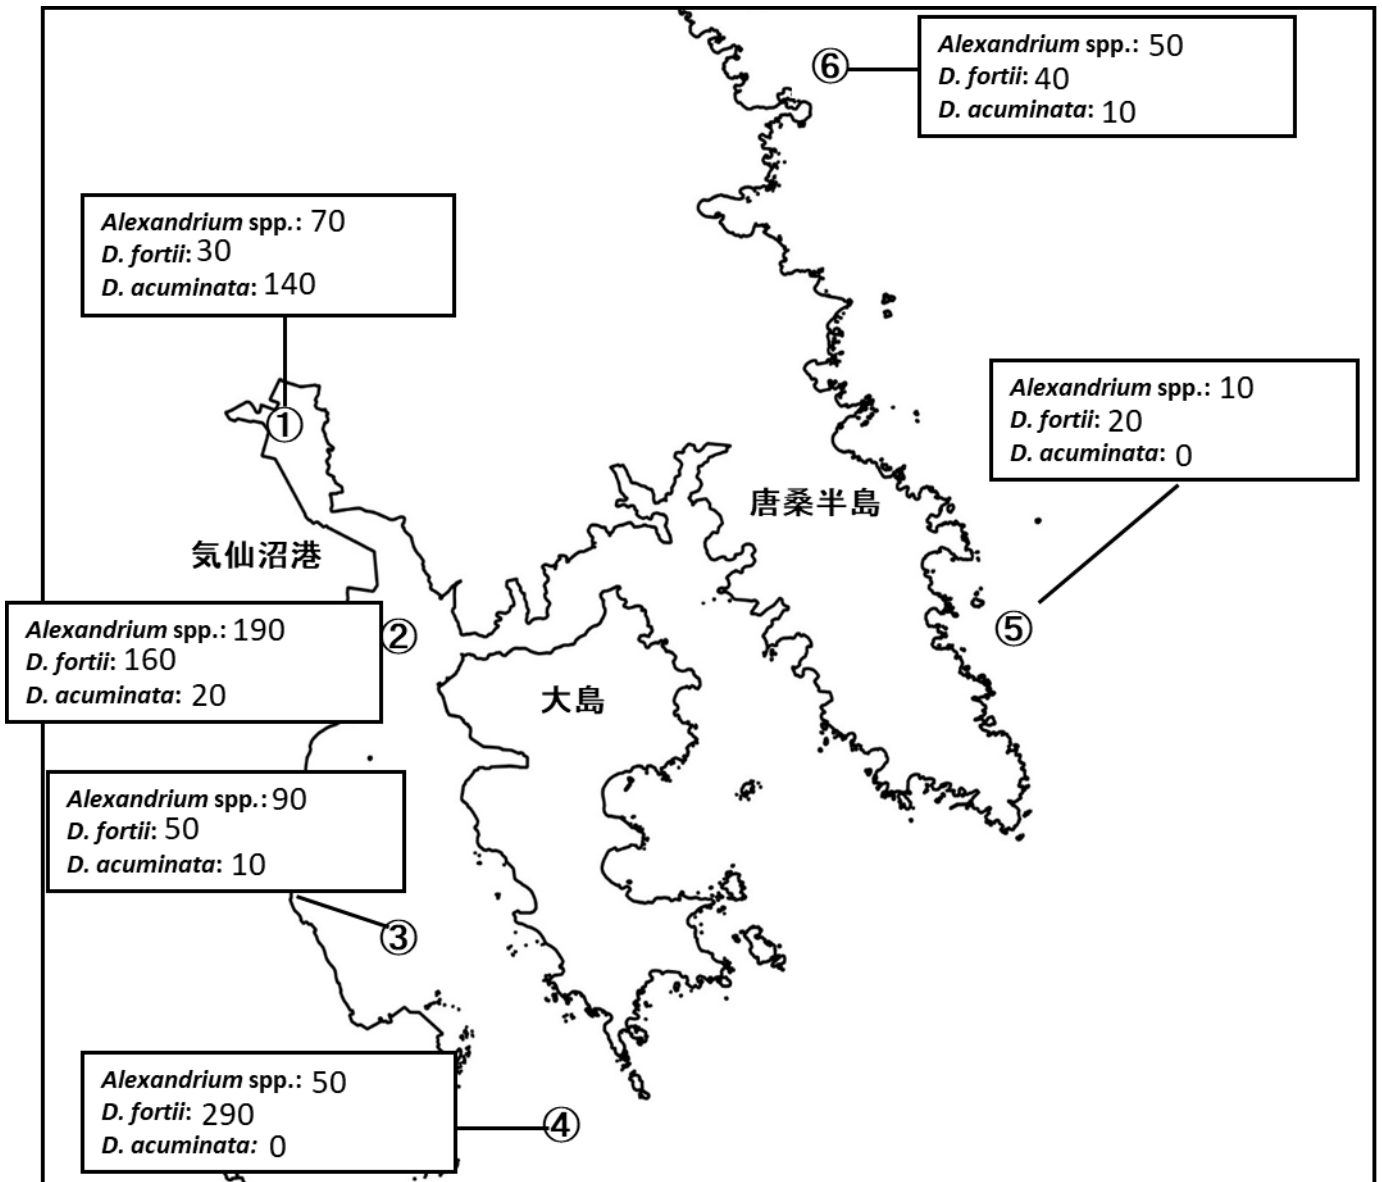 ⑥
Alexandrium spp.: 50
D. fortii: 40
D. acuminata: 10
Alexandrium spp.: 70
D. fortii: 30
D. acuminata: 140
①
Alexandrium spp.: 10
D. fortii: 20
D. acuminata: 0
唐桑半島
気仙沼港
⑤
Alexandrium spp.: 190
D. fortii: 160
D. acuminata: 20
②
大島
Alexandrium spp.: 90
D. fortii: 50
D. acuminata: 10
③
Alexandrium spp.: 50
D. fortii: 290
D. acuminata: 0
④